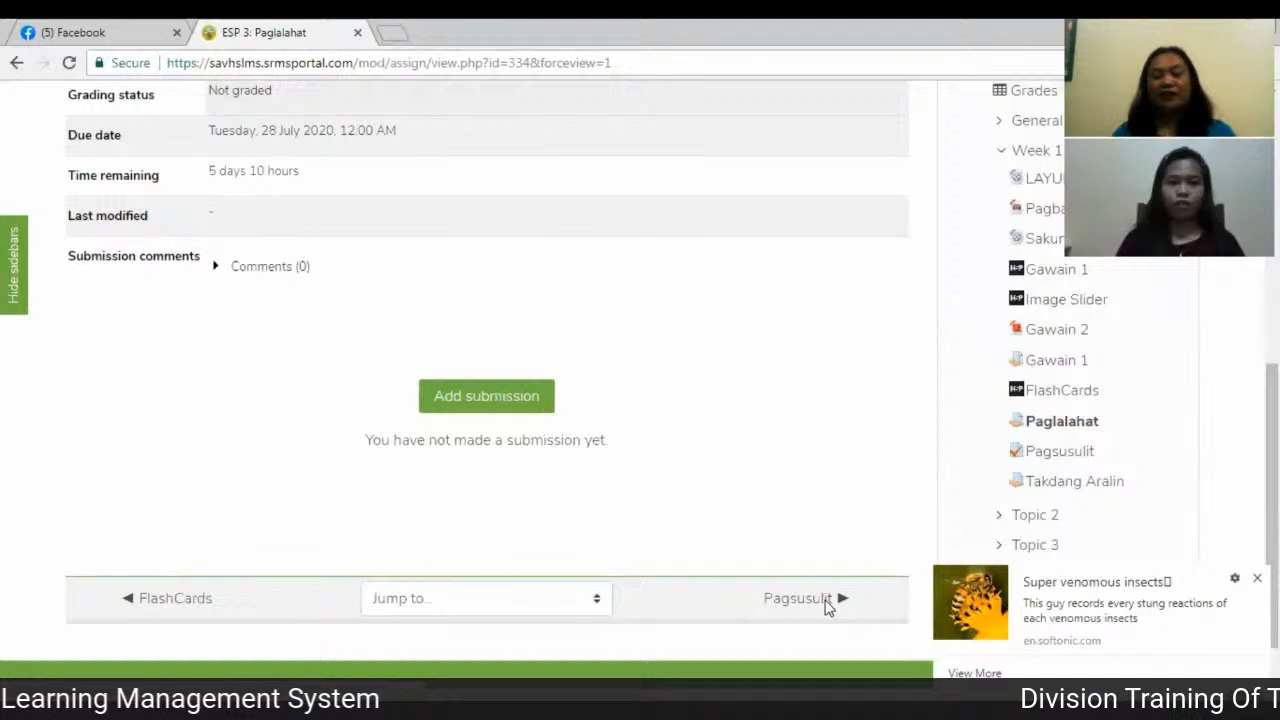 (5) Facebook
ESP 3: Paglalahat
Secure
https://savhslms.srmsportal.com/mod/assign/view.php?id=334&forceview=1
Grading status
Not graded
Due date
Tuesday, 28 July 2020, 12:00 AM
Time remaining
5 days 10 hours
Last modified
-
Submission comments
Comments (0)
Hide sidebars
Add submission
You have not made a submission yet.
FlashCards
Jump to...
Pagsusulit
Grades
General
Week 1
LAYU
Pagba
Sakun
H-P Gawain 1
H-P Image Slider
Gawain 2
Gawain 1
H-P FlashCards
Paglalahat
Pagsusulit
Takdang Aralin
Topic 2
Topic 3
Super venomous insects
This guy records every stung reactions of
each venomous insects
en.softonic.com
View More
Learning Management System
Division Training Of T